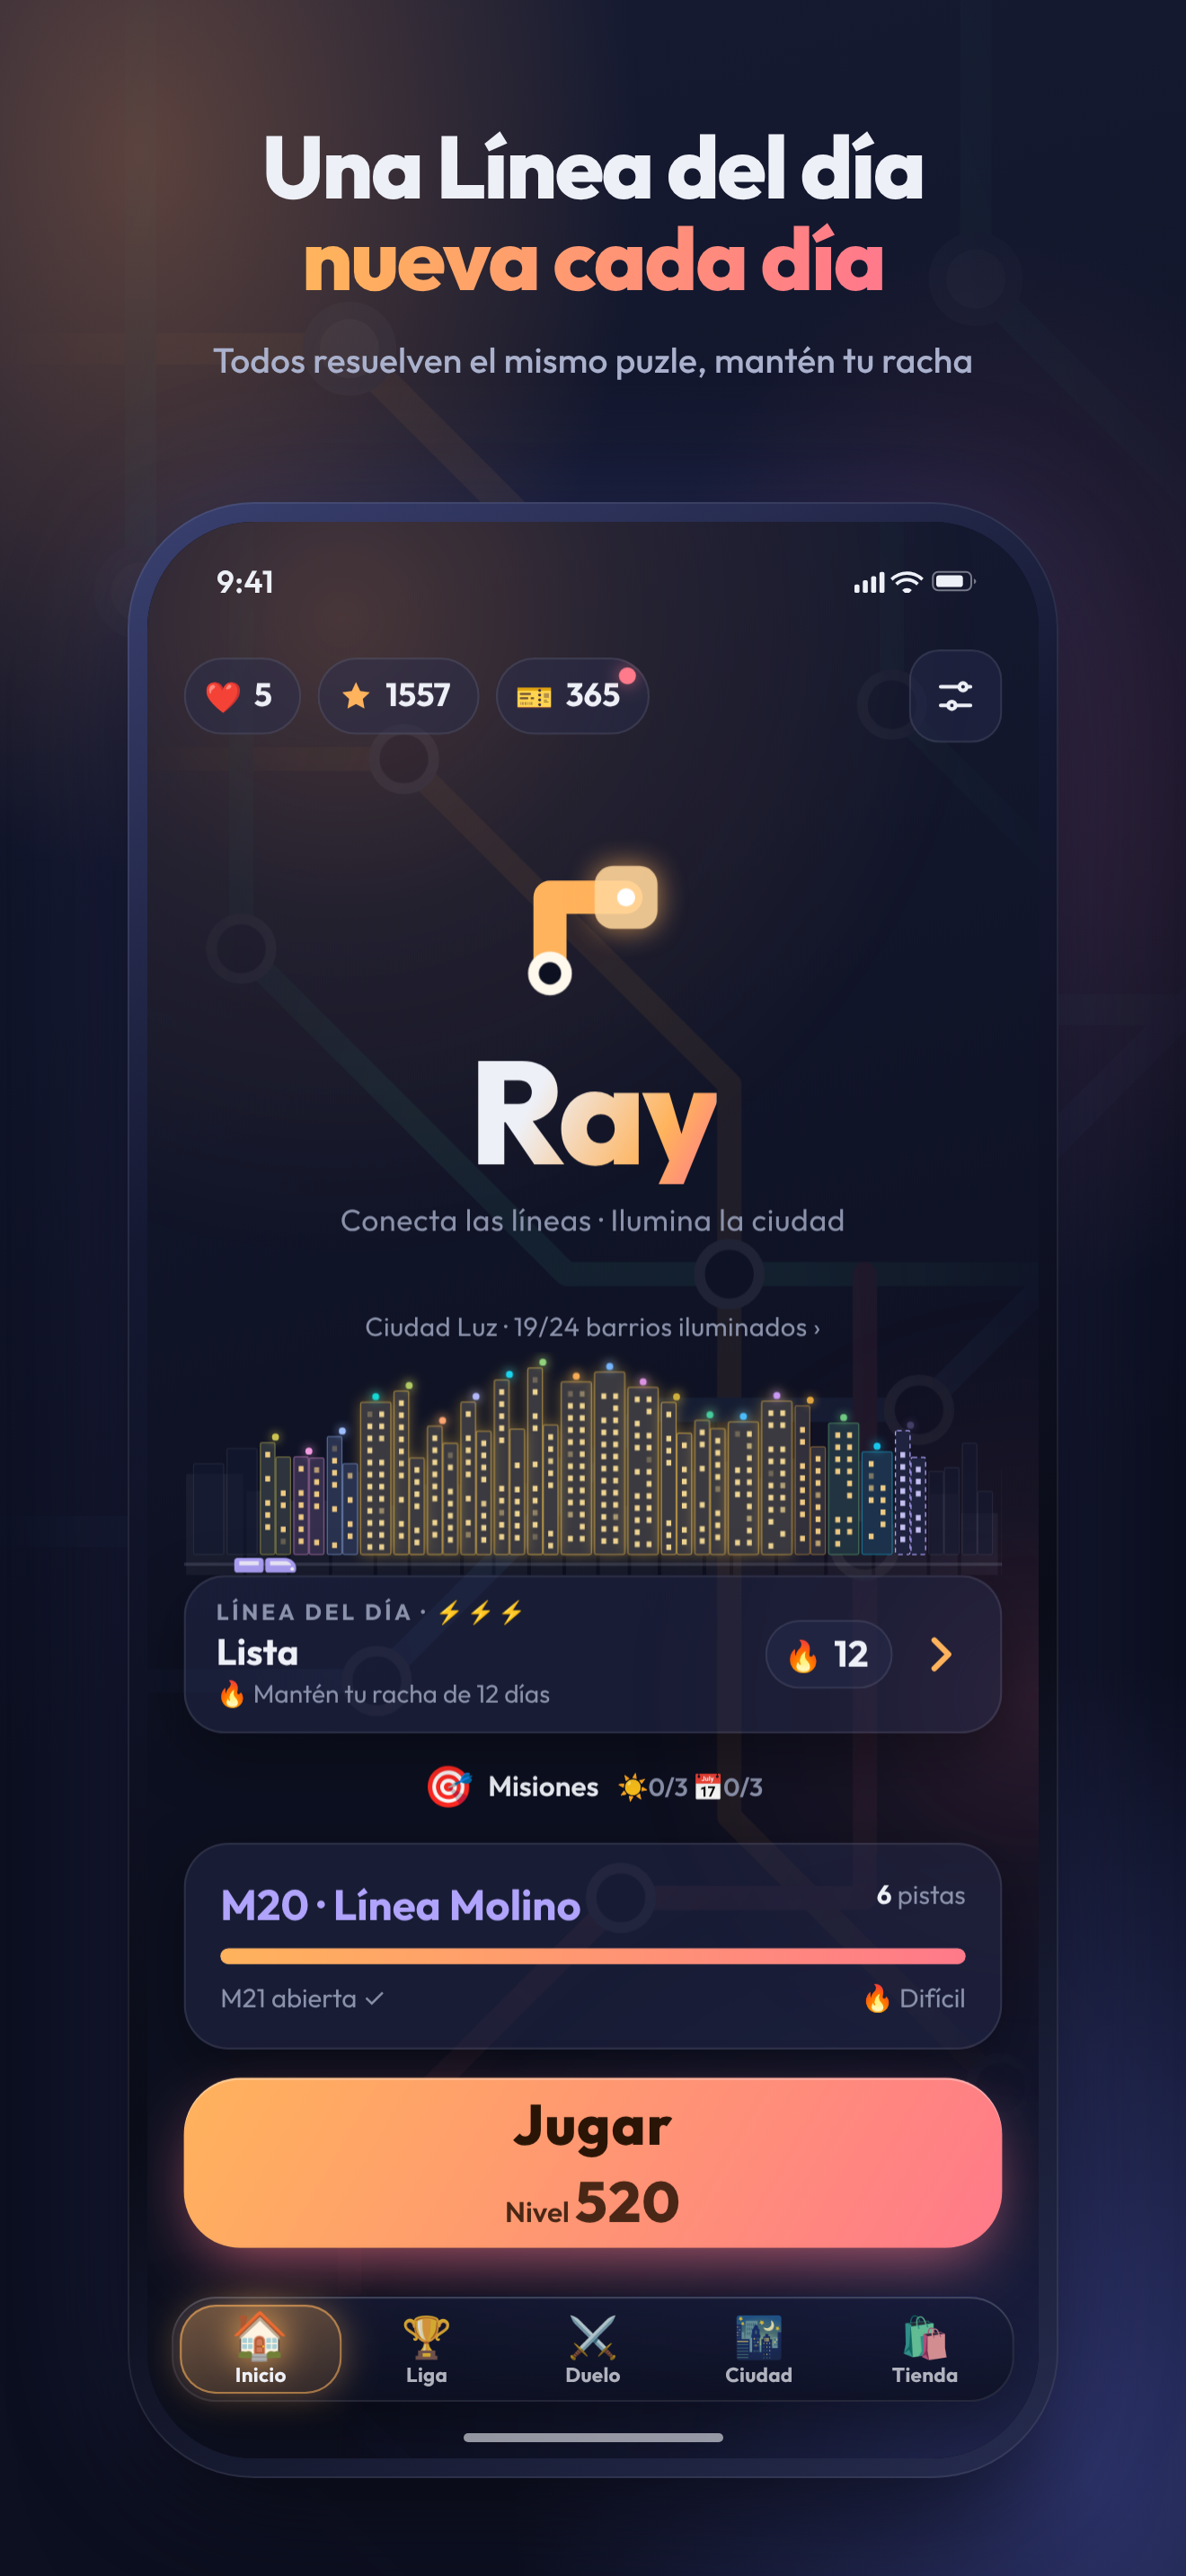 Una Línea del día
nueva cada día
Todos resuelven el mismo puzle, mantén tu racha
9:41
❤️ 5
★ 1557
🎫 365
Ray
Conecta las líneas · Ilumina la ciudad
Ciudad Luz · 19/24 barrios iluminados ›
LÍNEA DEL DÍA · ⚡⚡⚡
Lista
🔥 Mantén tu racha de 12 días
🔥 12
🎯 Misiones ☀️0/3 📅0/3
M20 · Línea Molino
6 pistas
M21 abierta ✓
🔥 Difícil
Jugar
Nivel 520
Inicio
Liga
Duelo
Ciudad
Tienda